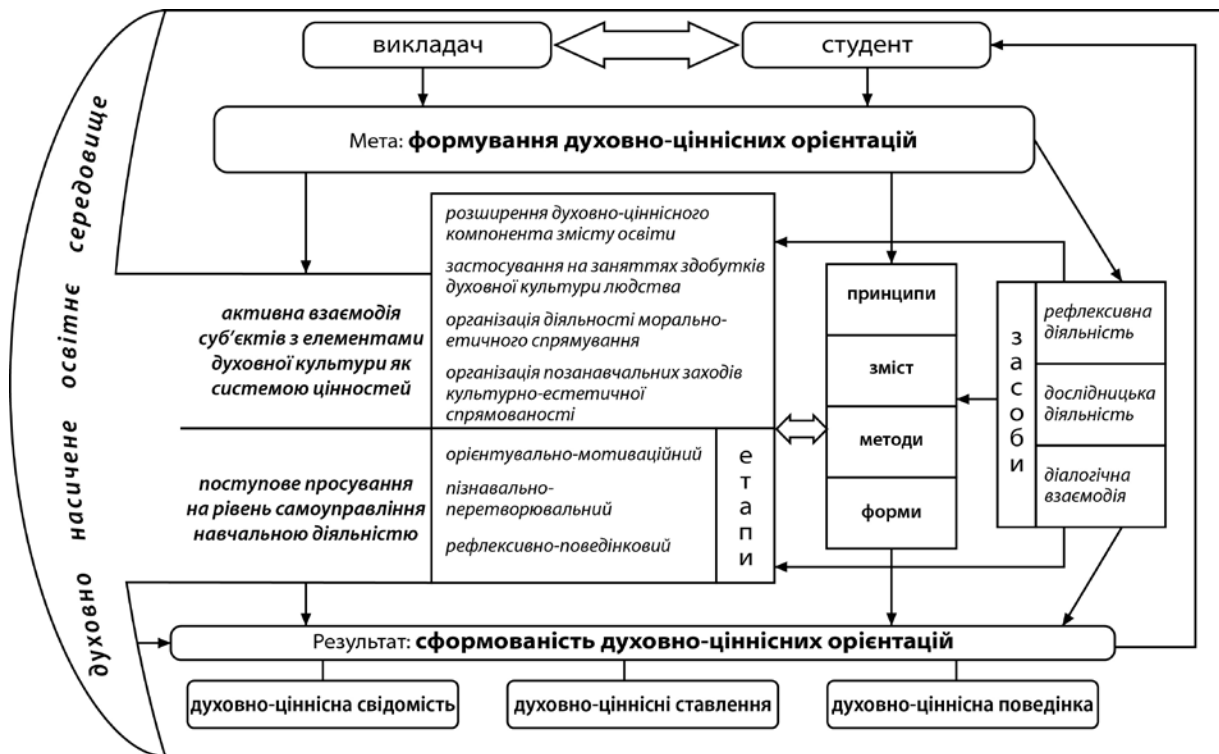 викладач
студент
Мета: формування духовно-ціннісних орієнтацій
духовно насичене освітнє середовище
активна взаємодія
суб’єктів з елементами
духовної культури як
системою цінностей
розширення духовно-ціннісного
компонента змісту освіти
застосування на заняттях здобутків
духовної культури людства
організація діяльності морально-
етичного спрямування
організація позанавчальних заходів
культурно-естетичної
спрямованості
поступове просування
на рівень самоуправління
навчальною діяльністю
орієнтувально-мотиваційний
пізнавально-
перетворювальний
рефлексивно-поведінковий
етапи
принципи
зміст
методи
форми
засоби
рефлексивна
діяльність
дослідницька
діяльність
діалогічна
взаємодія
Результат: сформованість духовно-ціннісних орієнтацій
духовно-ціннісна свідомість
духовно-ціннісні ставлення
духовно-ціннісна поведінка